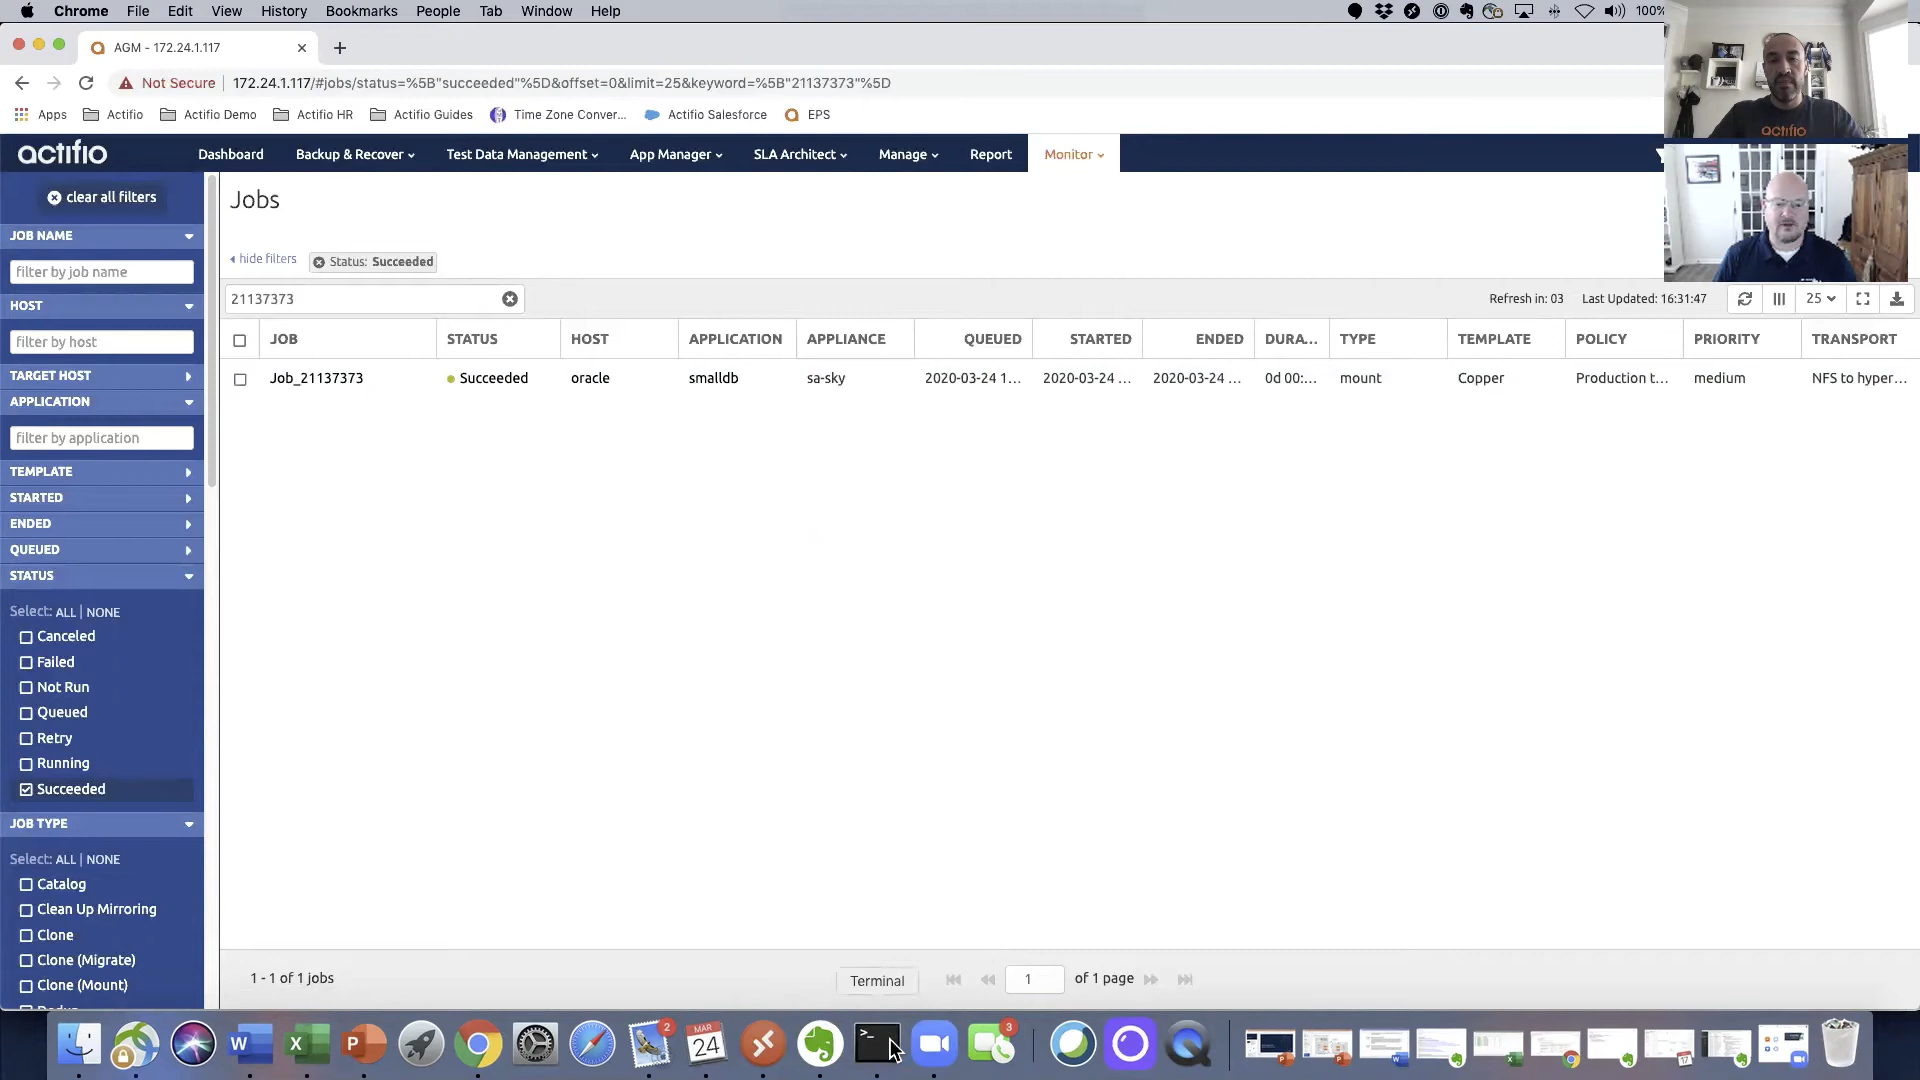 Chrome File Edit View History Bookmarks People Tab Window Help 100%
AGM - 172.24.1.117
Not Secure 172.24.1.117/#jobs/status=%5B"succeeded"%5D&offset=0&limit=25&keyword=%5B"21137373"%5D
Apps Actifio Actifio Demo Actifio HR Actifio Guides Time Zone Conver... Actifio Salesforce EPS
actifio
actifio Dashboard Backup & Recover Test Data Management App Manager SLA Architect Manage Report Monitor
clear all filters
Jobs
JOB NAME
hide filters Status: Succeeded
filter by job name
21137373 Refresh in: 03 Last Updated: 16:31:47 25
HOST
filter by host
JOB STATUS HOST APPLICATION APPLIANCE QUEUED STARTED ENDED DURA... TYPE TEMPLATE POLICY PRIORITY TRANSPORT
Job_21137373 Succeeded oracle smalldb sa-sky 2020-03-24 1... 2020-03-24 ... 2020-03-24 ... 0d 00:... mount Copper Production t... medium NFS to hyper...
TARGET HOST
APPLICATION
filter by application
TEMPLATE
STARTED
ENDED
QUEUED
STATUS
Select: ALL | NONE
Canceled
Failed
Not Run
Queued
Retry
Running
Succeeded
JOB TYPE
Select: ALL | NONE
Catalog
Clean Up Mirroring
Clone
Clone (Migrate)
Clone (Mount)
1 - 1 of 1 jobs Terminal 1 of 1 page
W X P 2 MAR 24 >_ 3